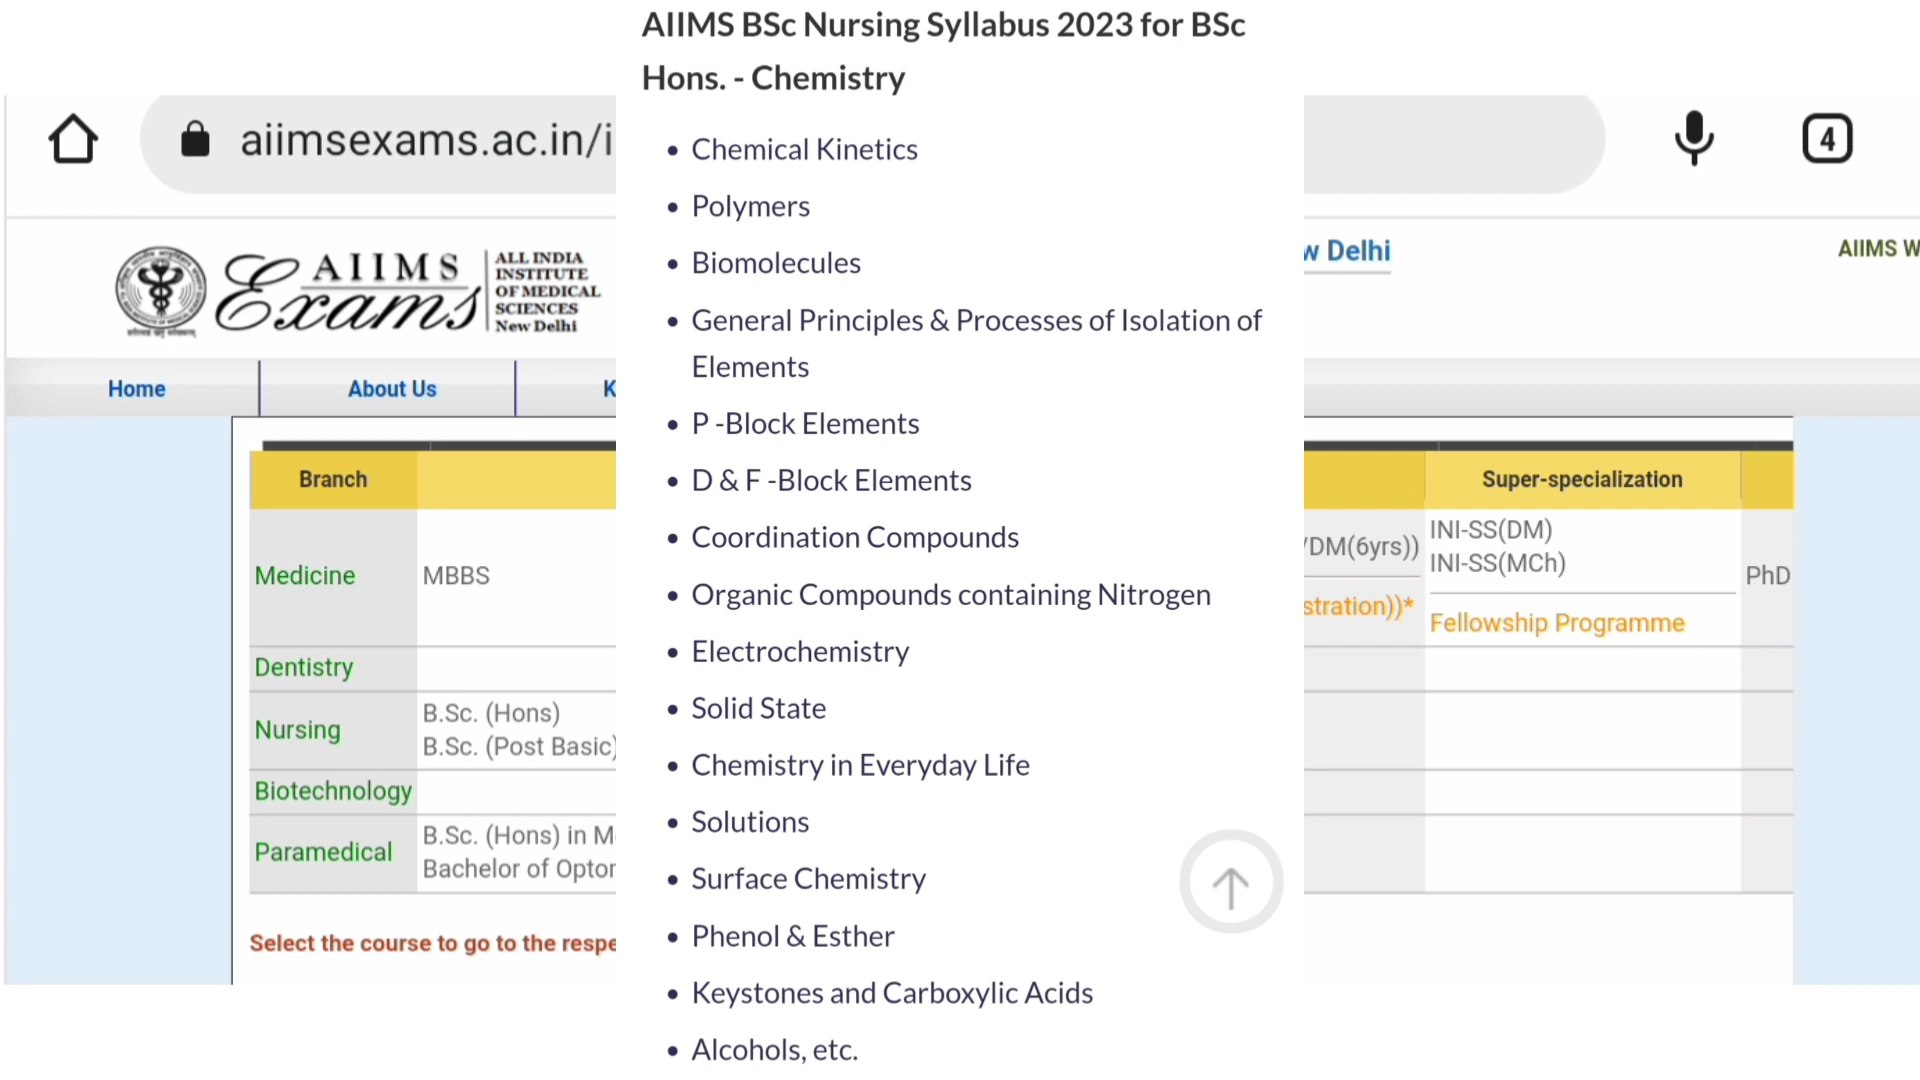 AIIMS BSc Nursing Syllabus 2023 for BSc
Hons. - Chemistry
aiimsexams.ac.in/i
4
AIIMS
Exams
ALL INDIA
INSTITUTE
OF MEDICAL
SCIENCES
New Delhi
w Delhi
AIIMS W
Home
About Us
K
Branch
Super-specialization
Medicine
MBBS
/DM(6yrs))
stration))*
INI-SS(DM)
INI-SS(MCh)
Fellowship Programme
PhD
Dentistry
Nursing
B.Sc. (Hons)
B.Sc. (Post Basic)
Biotechnology
Paramedical
B.Sc. (Hons) in M
Bachelor of Optor
Select the course to go to the respe
• Chemical Kinetics
• Polymers
• Biomolecules
• General Principles & Processes of Isolation of
Elements
• P -Block Elements
• D & F -Block Elements
• Coordination Compounds
• Organic Compounds containing Nitrogen
• Electrochemistry
• Solid State
• Chemistry in Everyday Life
• Solutions
• Surface Chemistry
• Phenol & Esther
• Keystones and Carboxylic Acids
• Alcohols, etc.